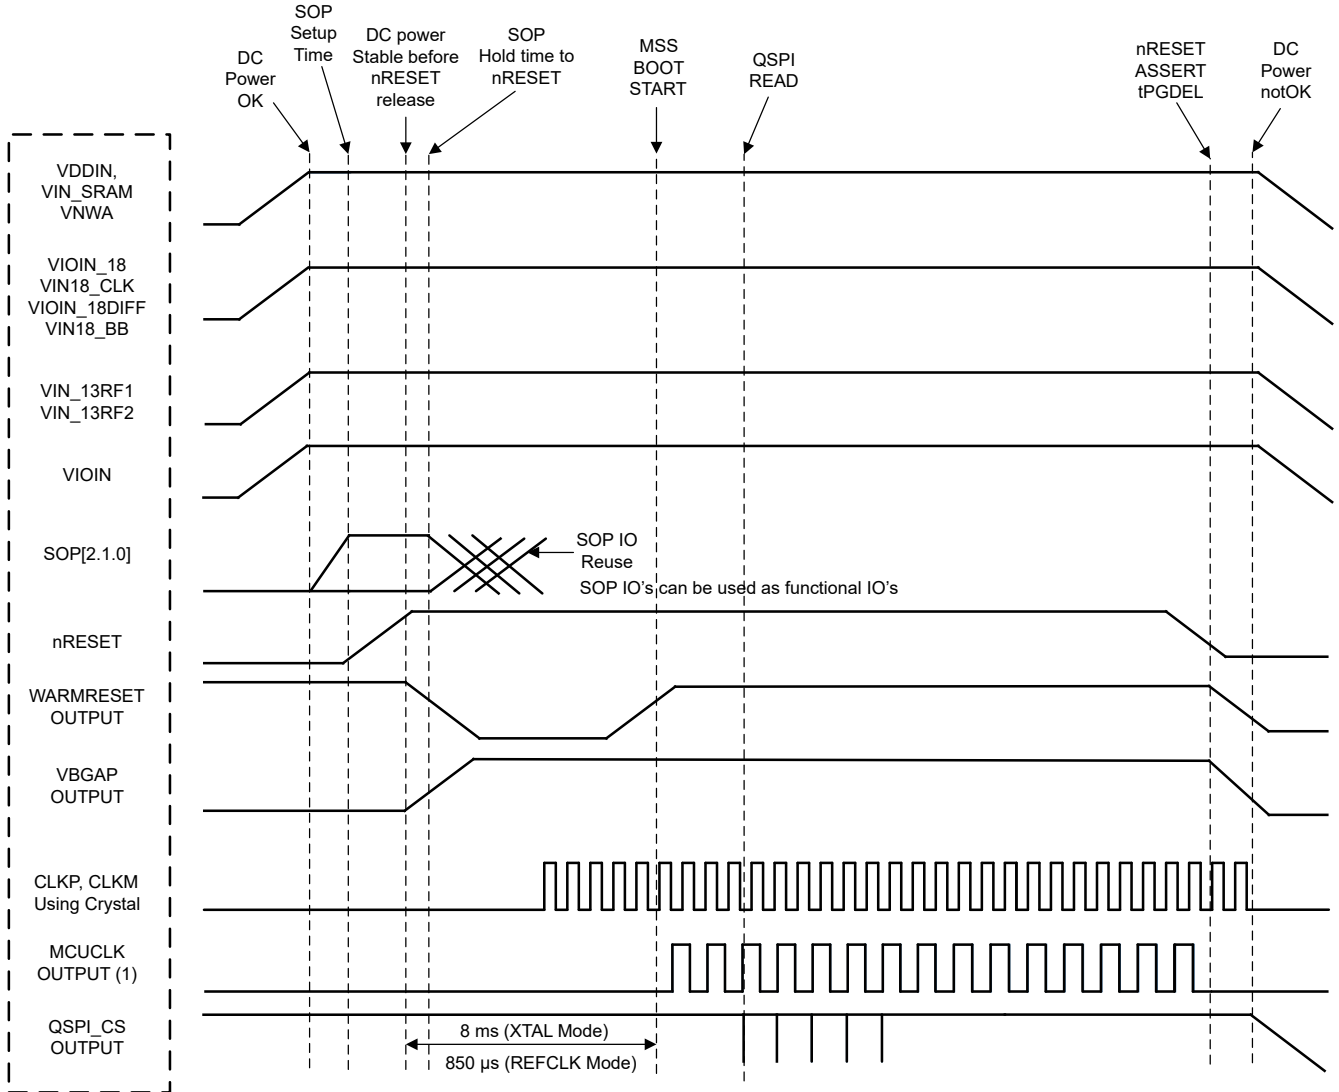 SOP
Setup
Time
DC
Power
OK
DC power
Stable before
nRESET
release
SOP
Hold time to
nRESET
MSS
BOOT
START
QSPI
READ
nRESET
ASSERT
tPGDEL
DC
Power
notOK
VDDIN,
VIN_SRAM
VNWA
VIOIN_18
VIN18_CLK
VIOIN_18DIFF
VIN18_BB
VIN_13RF1
VIN_13RF2
VIOIN
SOP[2.1.0]
SOP IO
Reuse
SOP IO's can be used as functional IO's
nRESET
WARMRESET
OUTPUT
VBGAP
OUTPUT
CLKP, CLKM
Using Crystal
MCUCLK
OUTPUT (1)
QSPI_CS
OUTPUT
8 ms (XTAL Mode)
850 µs (REFCLK Mode)